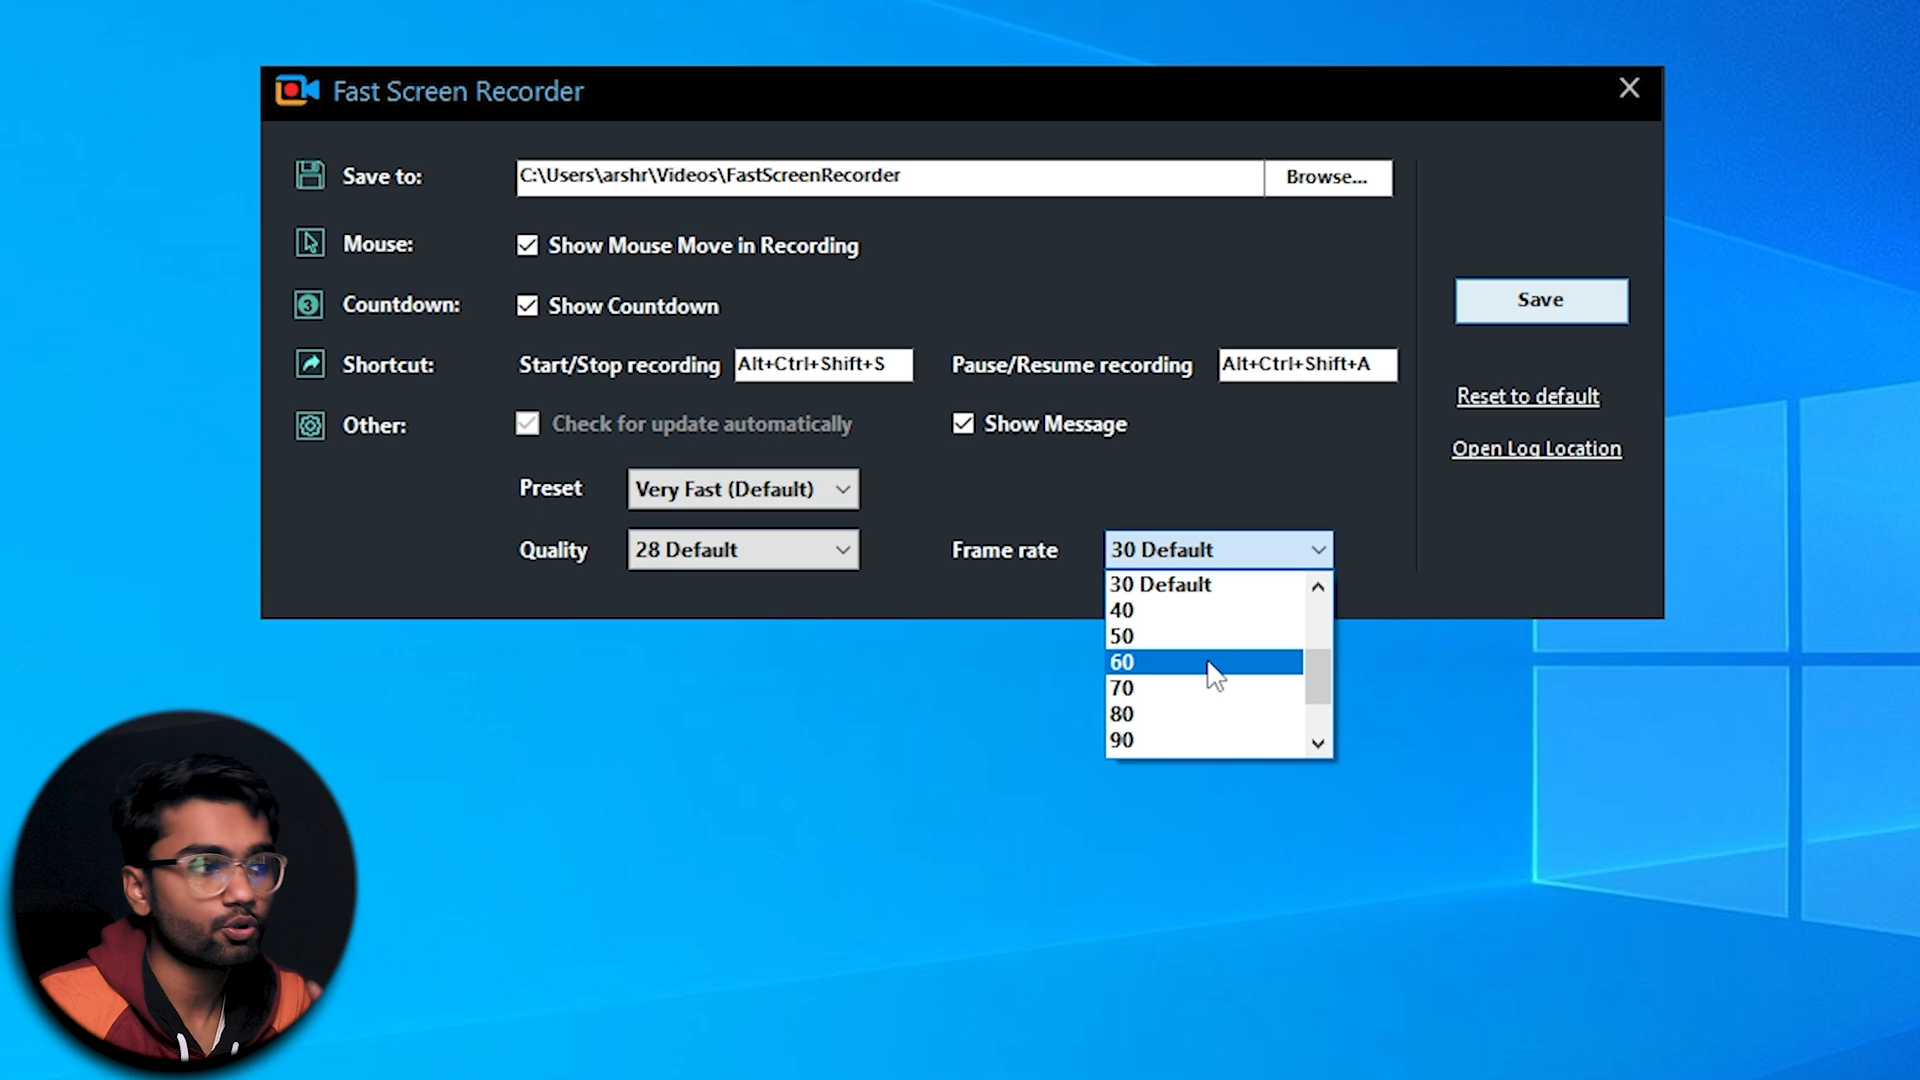 Fast Screen Recorder
Save to: C:\Users\arshr\Videos\FastScreenRecorder Browse...
Mouse: Show Mouse Move in Recording
3 Countdown: Show Countdown
Save
Shortcut: Start/Stop recording Alt+Ctrl+Shift+S Pause/Resume recording Alt+Ctrl+Shift+A
Reset to default
Other: Check for update automatically Show Message
Open Log Location
Preset Very Fast (Default)
Quality 28 Default Frame rate 30 Default
30 Default
40
50
60
70
80
90